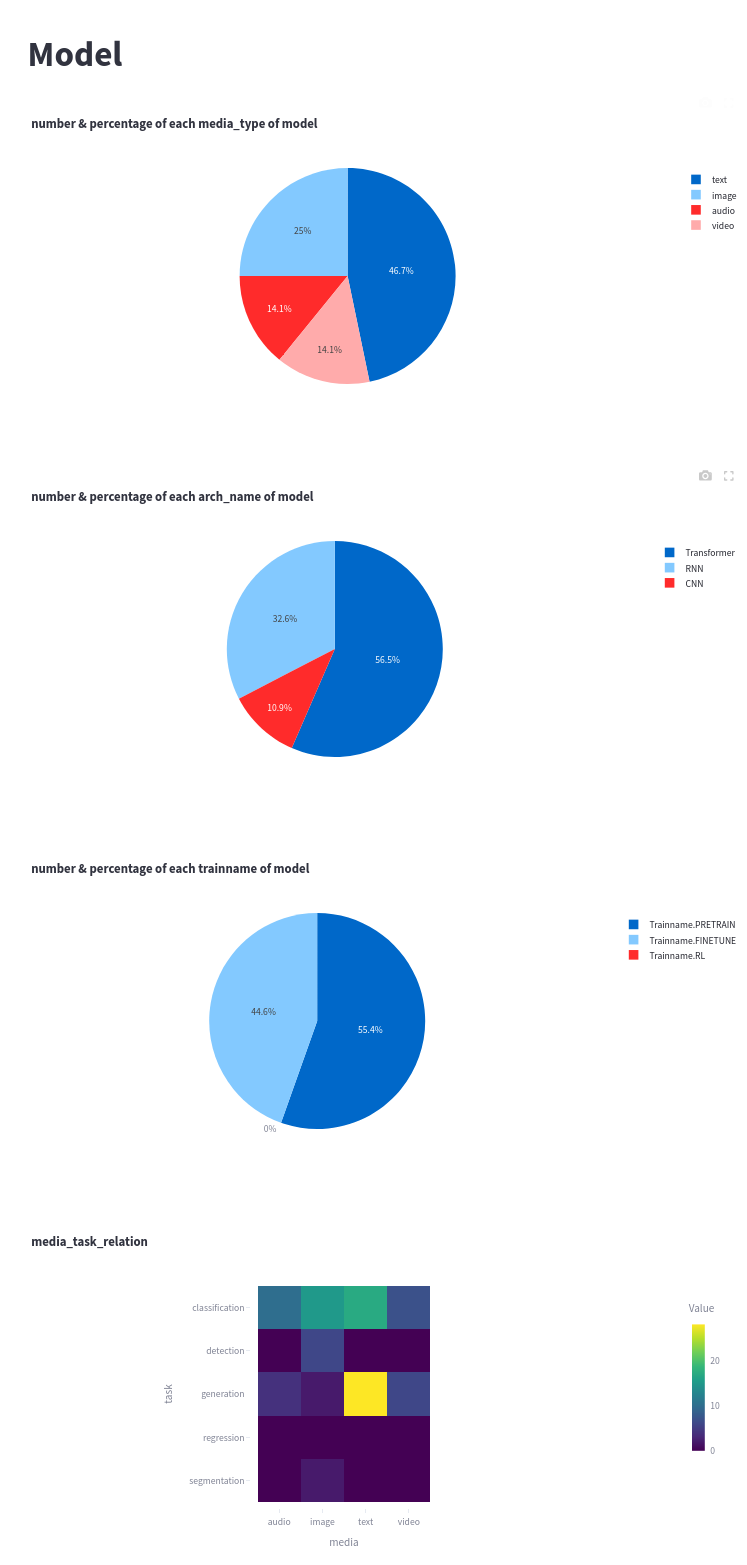 Model
number & percentage of each media_type of model
text
image
audio
video
25%
46.7%
14.1%
14.1%
number & percentage of each arch_name of model
Transformer
RNN
CNN
32.6%
56.5%
10.9%
number & percentage of each trainname of model
Trainname.PRETRAIN
Trainname.FINETUNE
Trainname.RL
44.6%
55.4%
0%
media_task_relation
classification
detection
generation
regression
segmentation
task
audio image text video
media
Value
20
10
0